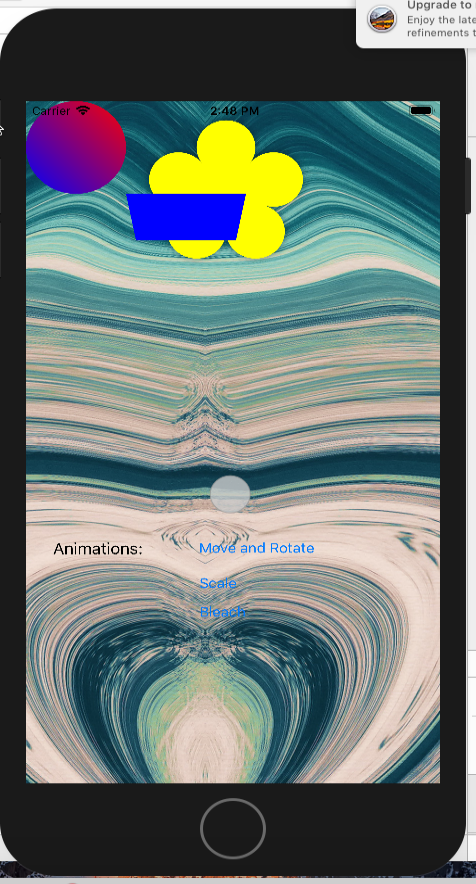 Upgrade to
Enjoy the late
refinements t
Carrier
2:48 PM
Animations:
Move and Rotate
Scale
Bleach